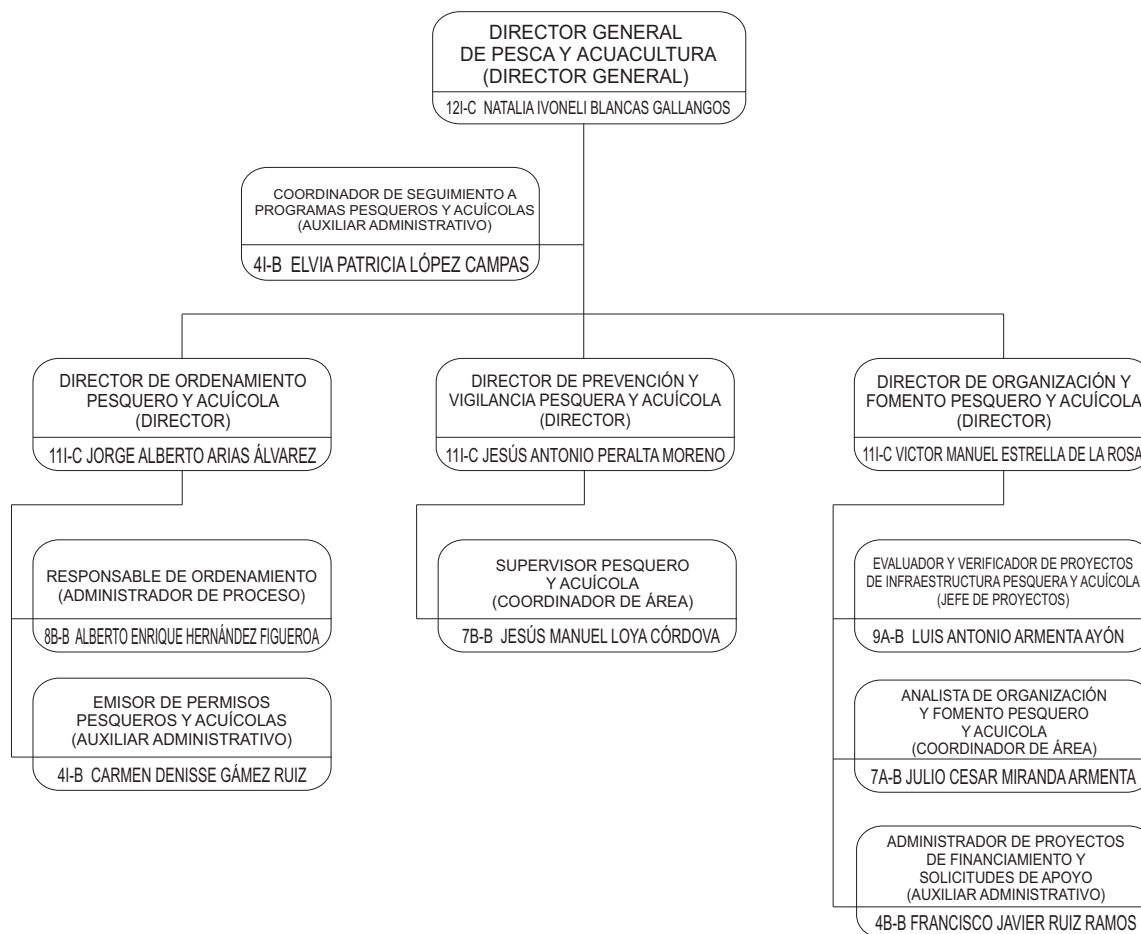 DIRECTOR GENERAL
DE PESCA Y ACUACULTURA
(DIRECTOR GENERAL)
12I-C NATALIA IVONELI BLANCAS GALLANGOS
COORDINADOR DE SEGUIMIENTO A
PROGRAMAS PESQUEROS Y ACUÍCOLAS
(AUXILIAR ADMINISTRATIVO)
4I-B ELVIA PATRICIA LÓPEZ CAMPAS
DIRECTOR DE ORDENAMIENTO
PESQUERO Y ACUÍCOLA
(DIRECTOR)
11I-C JORGE ALBERTO ARIAS ÁLVAREZ
RESPONSABLE DE ORDENAMIENTO
(ADMINISTRADOR DE PROCESO)
8B-B ALBERTO ENRIQUE HERNÁNDEZ FIGUEROA
EMISOR DE PERMISOS
PESQUEROS Y ACUÍCOLAS
(AUXILIAR ADMINISTRATIVO)
4I-B CARMEN DENISSE GÁMEZ RUIZ
DIRECTOR DE PREVENCIÓN Y
VIGILANCIA PESQUERA Y ACUÍCOLA
(DIRECTOR)
11I-C JESÚS ANTONIO PERALTA MORENO
SUPERVISOR PESQUERO
Y ACUÍCOLA
(COORDINADOR DE ÁREA)
7B-B JESÚS MANUEL LOYA CÓRDOVA
DIRECTOR DE ORGANIZACIÓN Y
FOMENTO PESQUERO Y ACUÍCOLA
(DIRECTOR)
11I-C VICTOR MANUEL ESTRELLA DE LA ROSA
EVALUADOR Y VERIFICADOR DE PROYECTOS
DE INFRAESTRUCTURA PESQUERA Y ACUÍCOLA
(JEFE DE PROYECTOS)
9A-B LUIS ANTONIO ARMENTA AYÓN
ANALISTA DE ORGANIZACIÓN
Y FOMENTO PESQUERO
Y ACUICOLA
(COORDINADOR DE ÁREA)
7A-B JULIO CESAR MIRANDA ARMENTA
ADMINISTRADOR DE PROYECTOS
DE FINANCIAMIENTO Y
SOLICITUDES DE APOYO
(AUXILIAR ADMINISTRATIVO)
4B-B FRANCISCO JAVIER RUIZ RAMOS